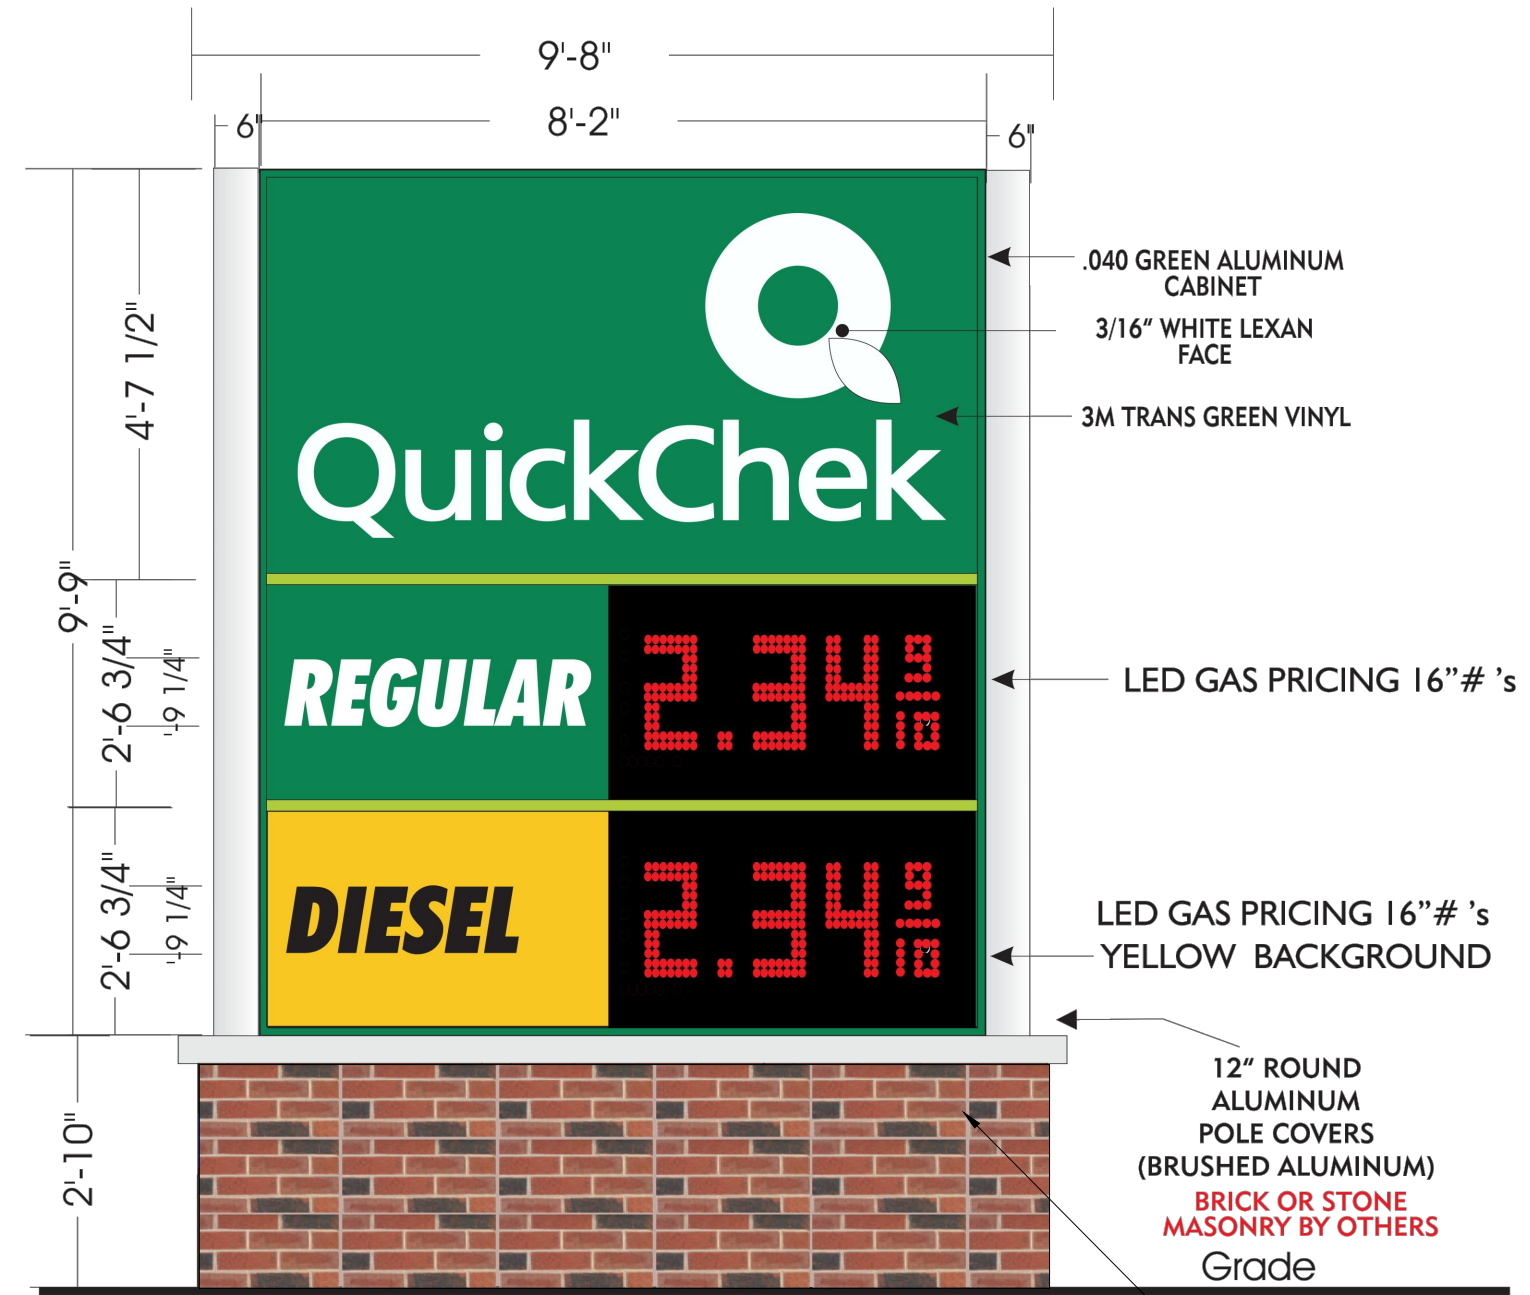 9'-8"
8'-2"
6"
6"
.040 GREEN ALUMINUM
CABINET
3/16“ WHITE LEXAN
FACE
3M TRANS GREEN VINYL
4'-7 1/2"
QuickChek
9'-9"
2'-6 3/4"
'-9 1/4"
REGULAR
2.34 9/10
LED GAS PRICING 16”# ’s
2'-6 3/4"
'-9 1/4"
DIESEL
2.34 9/10
LED GAS PRICING 16”# ’s
YELLOW BACKGROUND
12“ ROUND
ALUMINUM
POLE COVERS
(BRUSHED ALUMINUM)
BRICK OR STONE
MASONRY BY OTHERS
2'-10"
Grade